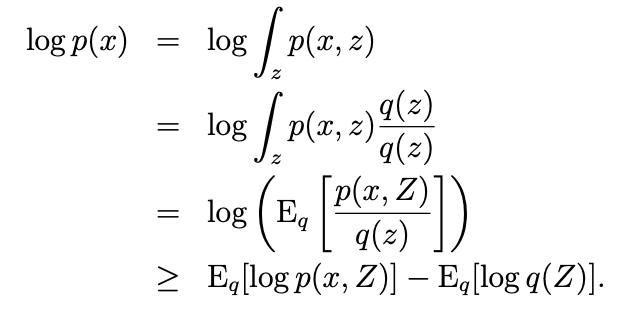 log p(x) = log ∫_z p(x, z)
= log ∫_z p(x, z) q(z)/q(z)
= log (E_q [p(x, Z)/q(z)])
≥ E_q[log p(x, Z)] − E_q[log q(Z)].